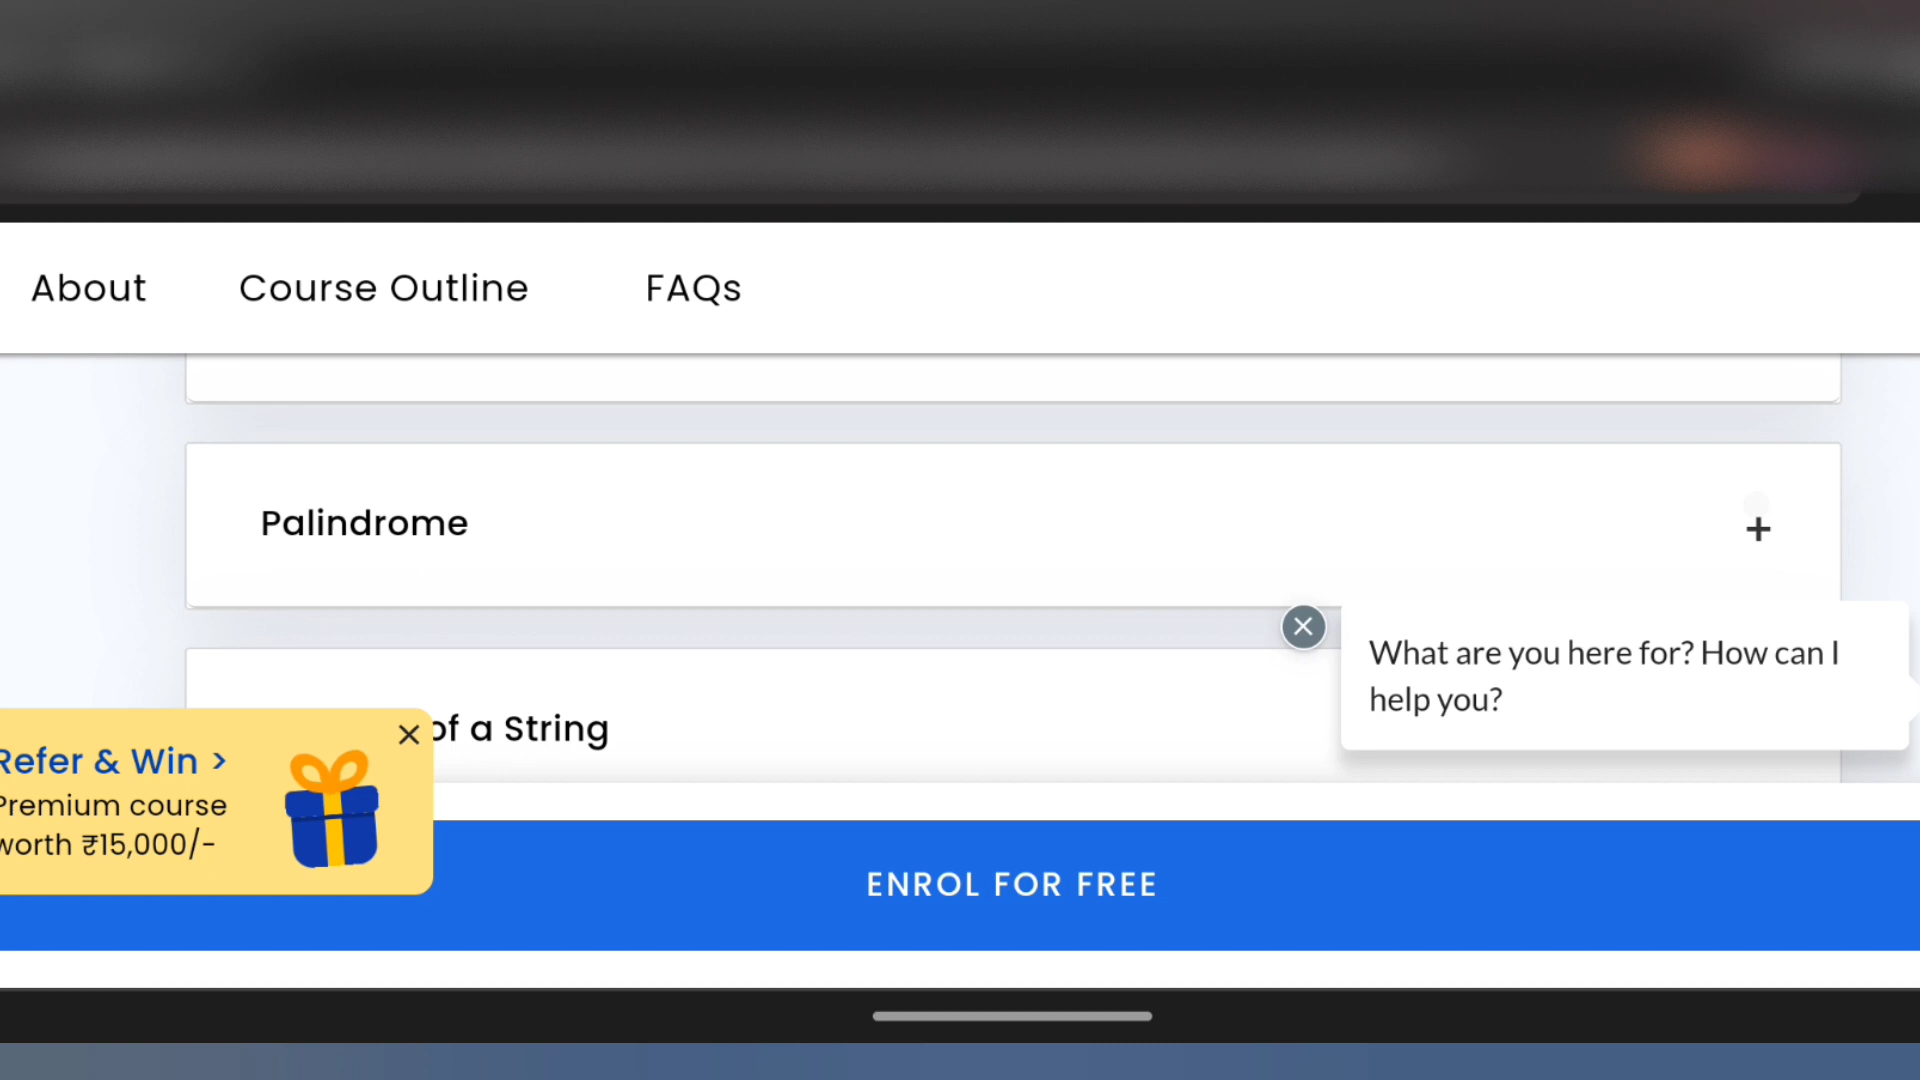 About Course Outline FAQs
Palindrome +
of a String
What are you here for? How can I
help you?
Refer & Win >
Premium course
worth ₹15,000/-
ENROL FOR FREE